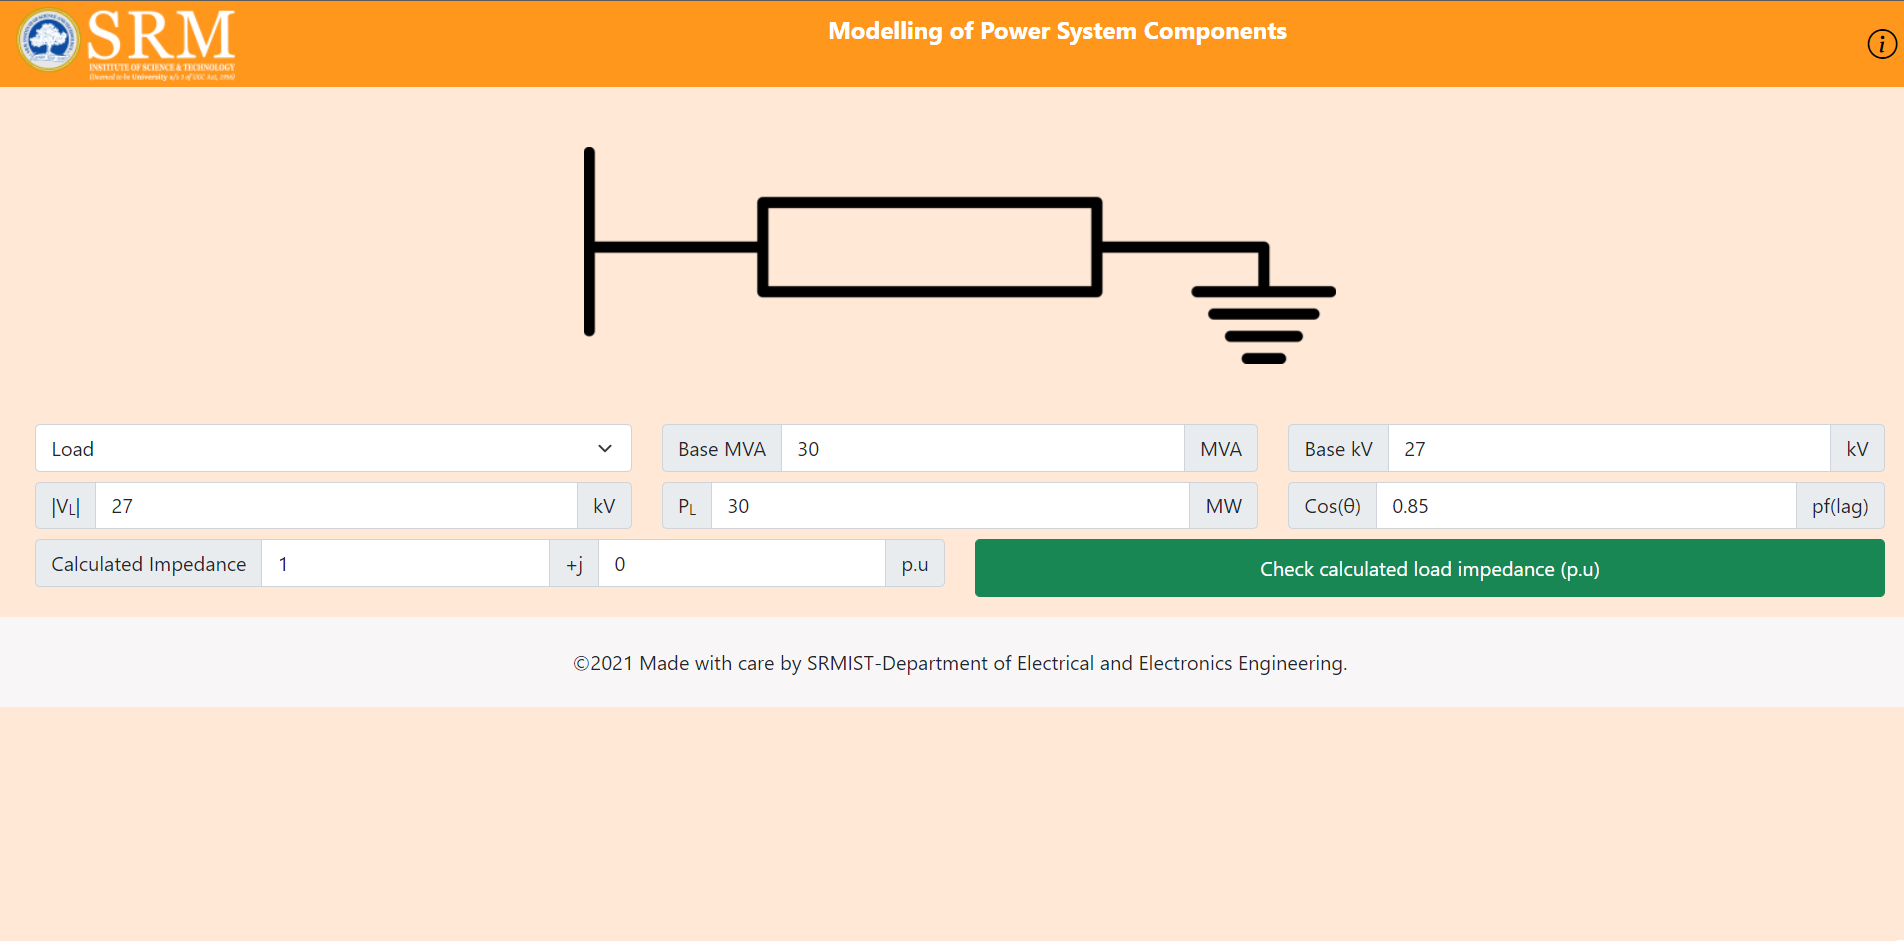 SRM
INSTITUTE OF SCIENCE & TECHNOLOGY
(Deemed to be University u/s 3 of UGC Act, 1956)
Modelling of Power System Components
i
Load
Base MVA 30 MVA
Base kV 27 kV
|VL| 27 kV
PL 30 MW
Cos(θ) 0.85 pf(lag)
Calculated Impedance 1 +j 0 p.u
Check calculated load impedance (p.u)
©2021 Made with care by SRMIST-Department of Electrical and Electronics Engineering.